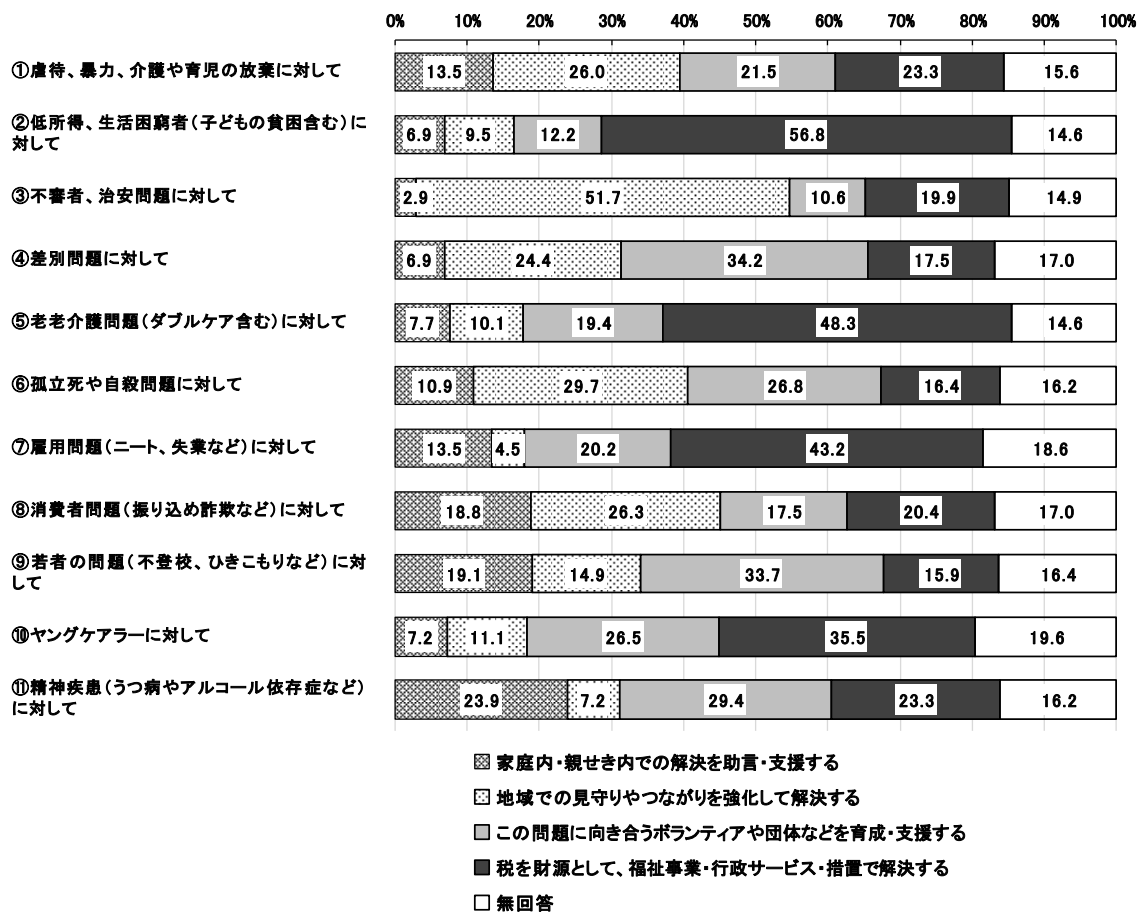 0% 10% 20% 30% 40% 50% 60% 70% 80% 90% 100%
①虐待、暴力、介護や育児の放棄に対して
13.5 26.0 21.5 23.3 15.6
②低所得、生活困窮者（子どもの貧困含む）に
対して
6.9 9.5 12.2 56.8 14.6
③不審者、治安問題に対して
2.9 51.7 10.6 19.9 14.9
④差別問題に対して
6.9 24.4 34.2 17.5 17.0
⑤老老介護問題（ダブルケア含む）に対して
7.7 10.1 19.4 48.3 14.6
⑥孤立死や自殺問題に対して
10.9 29.7 26.8 16.4 16.2
⑦雇用問題（ニート、失業など）に対して
13.5 4.5 20.2 43.2 18.6
⑧消費者問題（振り込め詐欺など）に対して
18.8 26.3 17.5 20.4 17.0
⑨若者の問題（不登校、ひきこもりなど）に対
して
19.1 14.9 33.7 15.9 16.4
⑩ヤングケアラーに対して
7.2 11.1 26.5 35.5 19.6
⑪精神疾患（うつ病やアルコール依存症など）
に対して
23.9 7.2 29.4 23.3 16.2
家庭内・親せき内での解決を助言・支援する
地域での見守りやつながりを強化して解決する
この問題に向き合うボランティアや団体などを育成・支援する
税を財源として、福祉事業・行政サービス・措置で解決する
無回答